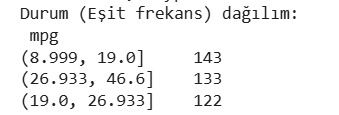 Durum (Eşit frekans) dağılım:
mpg
(8.999, 19.0] 143
(26.933, 46.6] 133
(19.0, 26.933] 122